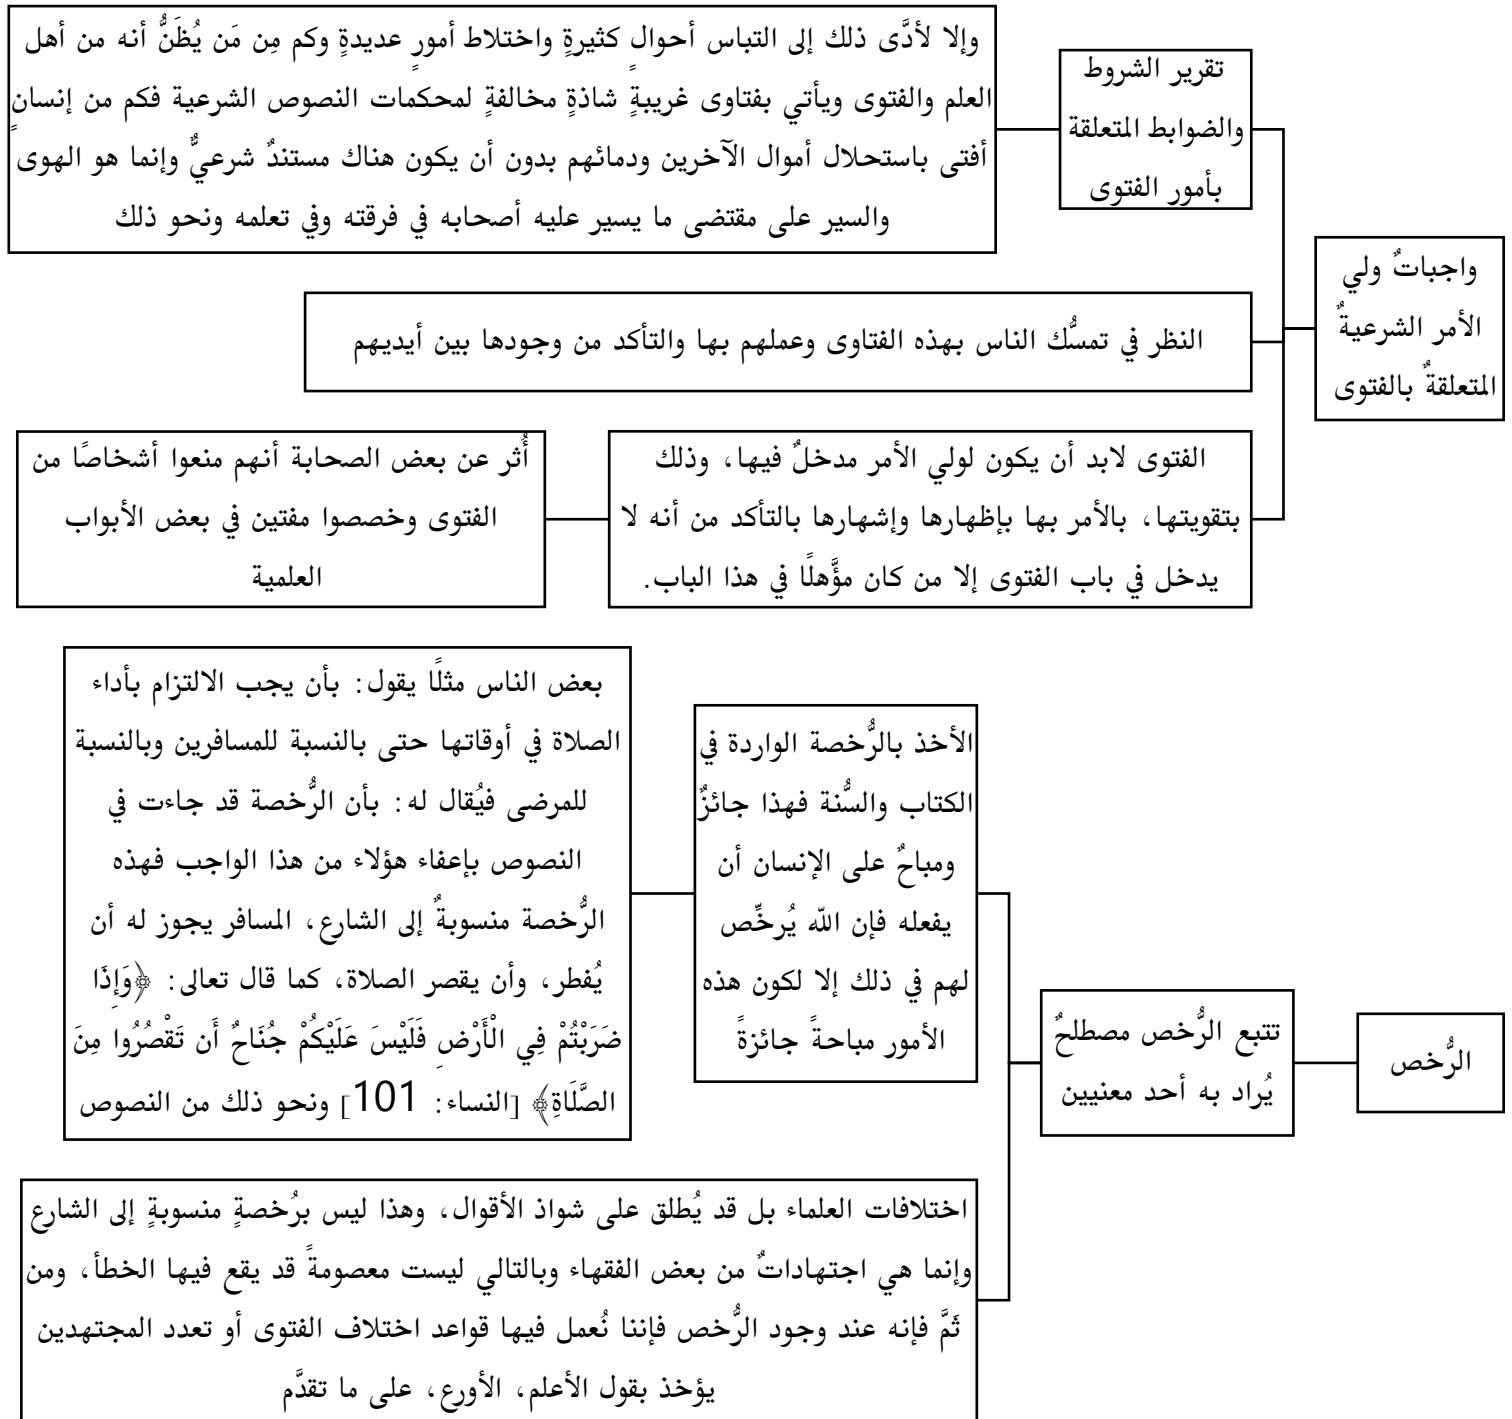 واجباتٌ ولي
الأمر الشرعيةٌ
المتعلقةٌ بالفتوى
تقرير الشروط
والضوابط المتعلقة
بأمور الفتوى
وإلا لأدَّى ذلك إلى التباس أحوالٍ كثيرةٍ واختلاط أمورٍ عديدةٍ وكم مِن مَن يُظَنُّ أنه من أهل
العلم والفتوى ويأتي بفتاوى غريبةٍ شاذةٍ مخالفةٍ لمحكمات النصوص الشرعية فكم من إنسانٍ
أفتى باستحلال أموال الآخرين ودمائهم بدون أن يكون هناك مستندٌ شرعيٌّ وإنما هو الهوى
والسير على مقتضى ما يسير عليه أصحابه في فرقته وفي تعلمه ونحو ذلك
النظر في تمسُّك الناس بهذه الفتاوى وعملهم بها والتأكد من وجودها بين أيديهم
الفتوى لابد أن يكون لولي الأمر مدخلٌ فيها، وذلك
بتقويتها، بالأمر بها بإظهارها وإشهارها بالتأكد من أنه لا
يدخل في باب الفتوى إلا من كان مؤَّهلًا في هذا الباب.
أُثر عن بعض الصحابة أنهم منعوا أشخاصًا من
الفتوى وخصصوا مفتين في بعض الأبواب
العلمية
الرُّخص
تتبع الرُّخص مصطلحٌ
يُراد به أحد معنيين
الأخذ بالرُّخصة الواردة في
الكتاب والسُّنة فهذا جائزٌ
ومباحٌ على الإنسان أن
يفعله فإن الله يُرخِّص
لهم في ذلك إلا لكون هذه
الأمور مباحةً جائزةً
بعض الناس مثلًا يقول: بأن يجب الالتزام بأداء
الصلاة في أوقاتها حتى بالنسبة للمسافرين وبالنسبة
للمرضى فيُقال له: بأن الرُّخصة قد جاءت في
النصوص بإعفاء هؤلاء من هذا الواجب فهذه
الرُّخصة منسوبةٌ إلى الشارع، المسافر يجوز له أن
يُفطر، وأن يقصر الصلاة، كما قال تعالى: ﴿وَإِذَا
ضَرَبْتُمْ فِي الْأَرْضِ فَلَيْسَ عَلَيْكُمْ جُنَاحٌ أَن تَقْصُرُوا مِنَ
الصَّلَاةِ﴾ [النساء: 101] ونحو ذلك من النصوص
اختلافات العلماء بل قد يُطلق على شواذ الأقوال، وهذا ليس برُخصةٍ منسوبةٍ إلى الشارع
وإنما هي اجتهاداتٌ من بعض الفقهاء وبالتالي ليست معصومةً قد يقع فيها الخطأ، ومن
ثَمَّ فإنه عند وجود الرُّخص فإننا نُعمل فيها قواعد اختلاف الفتوى أو تعدد المجتهدين
يؤخذ بقول الأعلم، الأورع، على ما تقدَّم